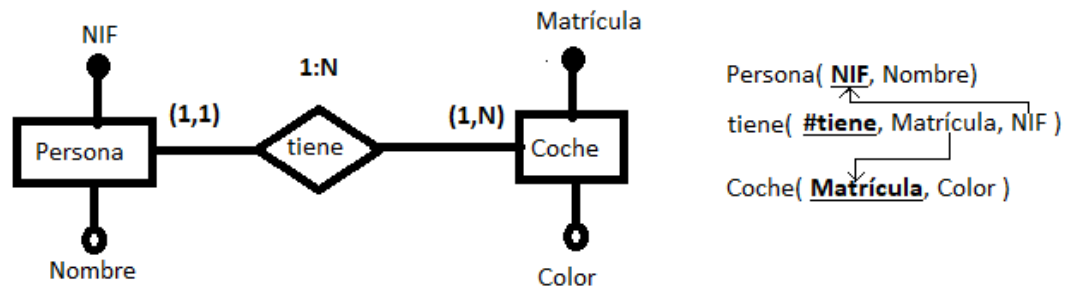 NIF
Matrícula
1:N
(1,1)
(1,N)
Persona
tiene
Coche
Nombre
Color
Persona( NIF, Nombre)
tiene( #tiene, Matrícula, NIF )
Coche( Matrícula, Color )